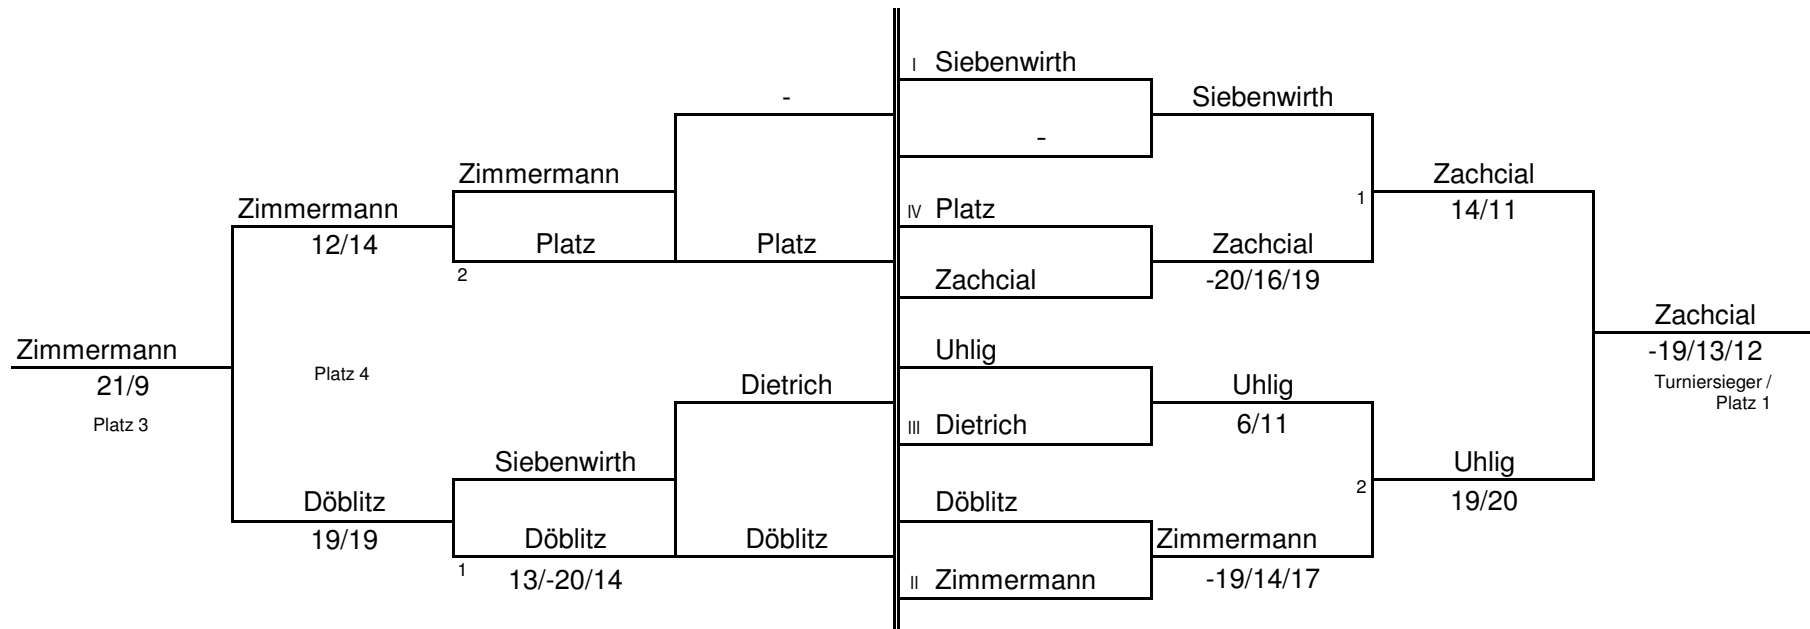 I Siebenwirth
- Siebenwirth
-
Zimmermann Zachcial
Zimmermann IV Platz 1 14/11
12/14 Platz Platz Zachcial
2 Zachcial -20/16/19
Zachcial
Zimmermann Uhlig -19/13/12
21/9 Platz 4 Dietrich Uhlig Turniersieger /
Platz 1
Platz 3 III Dietrich 6/11
Siebenwirth Uhlig
Döblitz Döblitz 2 19/20
19/19 Döblitz Döblitz Zimmermann
1 13/-20/14 II Zimmermann -19/14/17